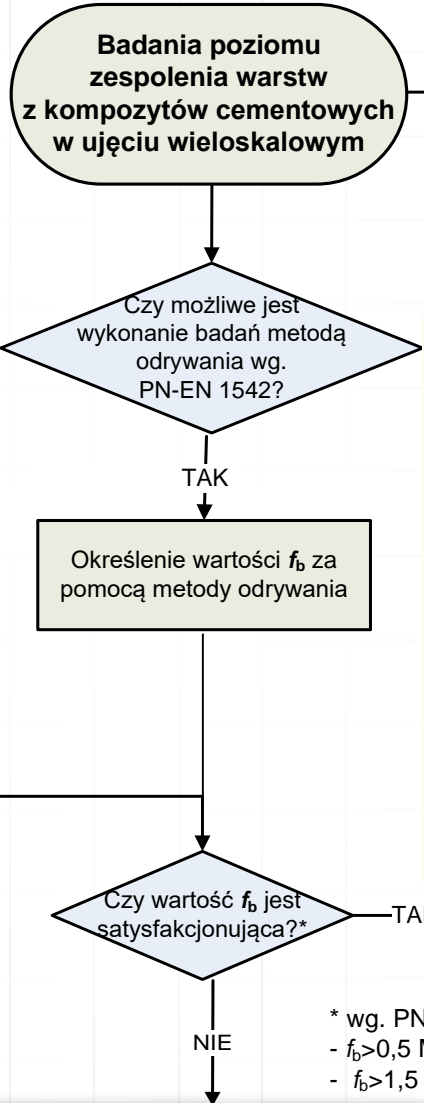 Badania poziomu
zespolenia warstw
z kompozytów cementowych
w ujęciu wieloskalowym
Czy możliwe jest
wykonanie badań metodą
odrywania wg.
PN-EN 1542?
TAK
Określenie wartości fb za
pomocą metody odrywania
Czy wartość fb jest
satysfakcjonująca?*
NIE
* wg. PN
- fb>0,5
- fb>1,5